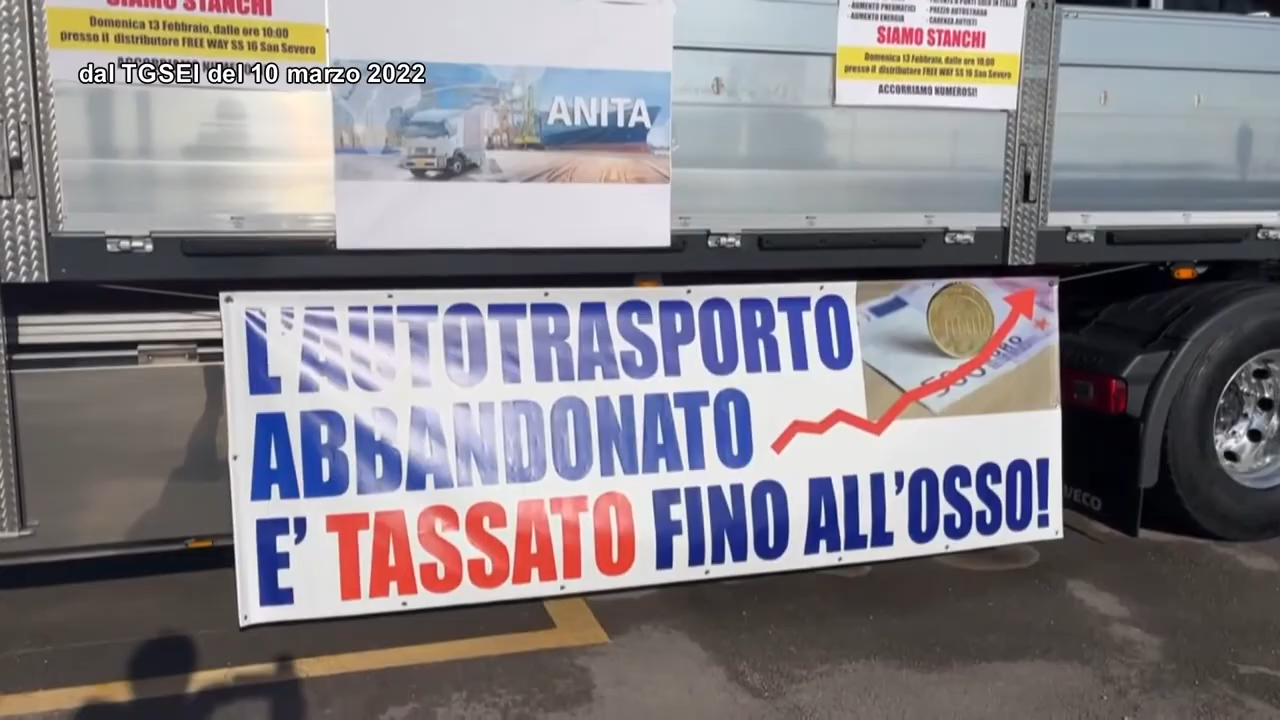 SIAMO STANCHI
Domenica 13 Febbraio, dalle ore 10:00
presso il distributore FREE WAY SS 16 San Severo
dal TGSEI del 10 marzo 2022
ANITA
- AUMENTO PNEUMATICI
- AUMENTO ENERGIA
- PREZIO AUTOSTRADA
- CARENZA AUTISTI
SIAMO STANCHI
Domenica 13 Febbraio, dalle ore 10.00
presso il distributore FREE WAY SS 16 San Severo
ACCORRIAMO NUMEROSI!
L'AUTOTRASPORTO
ABBANDONATO
E' TASSATO FINO ALL'OSSO!
500 EURO
IVECO